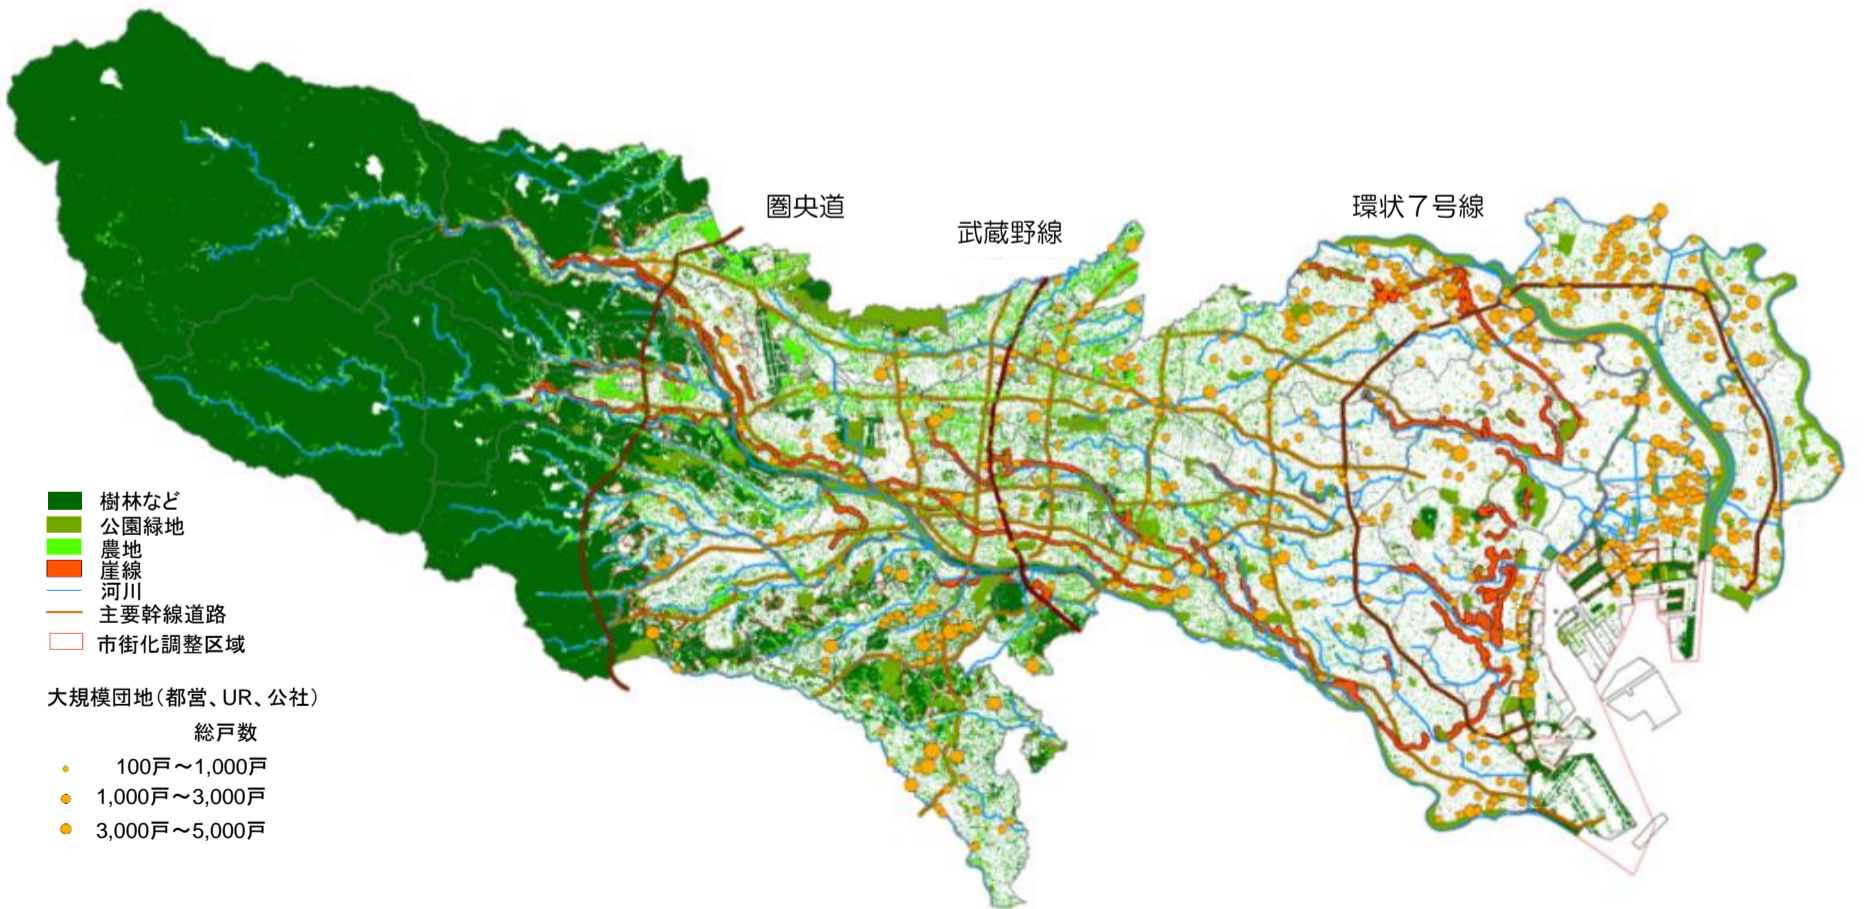 圏央道
武蔵野線
環状７号線
樹林など
公園緑地
農地
崖線
河川
主要幹線道路
市街化調整区域
大規模団地（都営、UR、公社）
総戸数
100戸～1,000戸
1,000戸～3,000戸
3,000戸～5,000戸